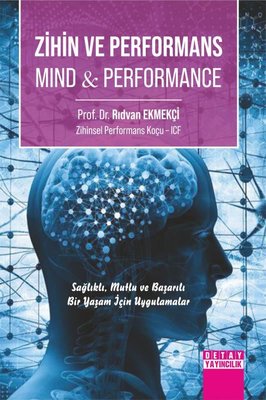 ZİHİN VE PERFORMANS
MIND & PERFORMANCE
Prof. Dr. Rıdvan EKMEKÇİ
Zihinsel Performans Koçu – ICF
Sağlıklı, Mutlu ve Başarılı
Bir Yaşam İçin Uygulamalar
DETAY
YAYINCILIK